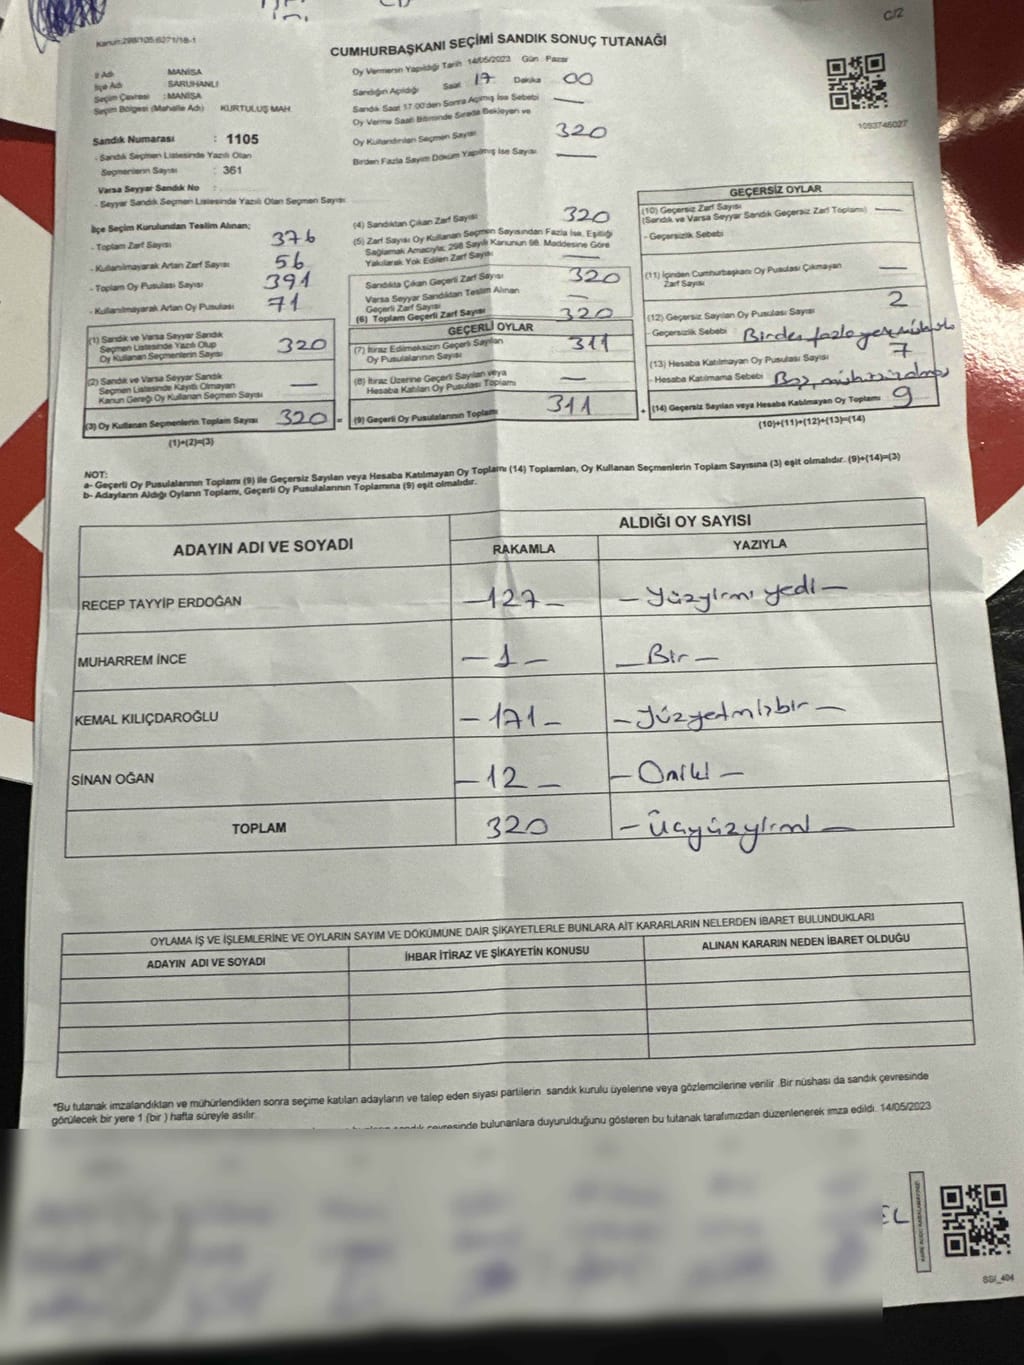 C/2
Kanun:298/105:6271/18-1
CUMHURBAŞKANI SEÇİMİ SANDIK SONUÇ TUTANAĞI
İl Adı MANİSA
İlçe Adı SARUHANLI
Seçim Çevresi : MANİSA
Seçim Bölgesi (Mahalle Adı) KURTULUŞ MAH.
Sandık Numarası : 1105
- Sandık Seçmen Listesinde Yazılı Olan
Seçmenlerin Sayısı : 361
Varsa Seyyar Sandık No :
- Seyyar Sandık Seçmen Listesinde Yazılı Olan Seçmen Sayısı
Oy Vermenin Yapıldığı Tarih 14/05/2023 Gün : Pazar
Sandığın Açıldığı Saat 17 Dakika 00
Sandık Saat 17:00'den Sonra Açılmış İse Sebebi —
Oy Verme Saati Bitiminde Sırada Bekleyen ve
Oy Kullandırılan Seçmen Sayısı 320
Birden Fazla Sayım Döküm Yapılmış İse Sayısı —
1093746027
İlçe Seçim Kurulundan Teslim Alınan;
- Toplam Zarf Sayısı 376
- Kullanılmayarak Artan Zarf Sayısı 56
- Toplam Oy Pusulası Sayısı 391
- Kullanılmayarak Artan Oy Pusulası 71
(1) Sandık ve Varsa Seyyar Sandık
Seçmen Listesinde Yazılı Olup
Oy Kullanan Seçmenlerin Sayısı 320
(2) Sandık ve Varsa Seyyar Sandık
Seçmen Listesinde Kayıtlı Olmayan
Kanun Gereği Oy Kullanan Seçmen Sayısı —
(3) Oy Kullanan Seçmenlerin Toplam Sayısı 320 =
(1)+(2)=(3)
(4) Sandıktan Çıkan Zarf Sayısı 320
(5) Zarf Sayısı Oy Kullanan Seçmen Sayısından Fazla İse, Eşitliği
Sağlamak Amacıyla; 298 Sayılı Kanunun 98. Maddesine Göre
Yakılarak Yok Edilen Zarf Sayısı —
Sandıkta Çıkan Geçerli Zarf Sayısı 320
Varsa Seyyar Sandıktan Teslim Alınan
Geçerli Zarf Sayısı —
(6) Toplam Geçerli Zarf Sayısı 320
GEÇERLİ OYLAR
(7) İtiraz Edilmeksizin Geçerli Sayılan
Oy Pusulalarının Sayısı 311
(8) İtiraz Üzerine Geçerli Sayılan veya
Hesaba Katılan Oy Pusulası Toplamı —
(9) Geçerli Oy Pusulalarının Toplamı 311 +
GEÇERSİZ OYLAR
(10) Geçersiz Zarf Sayısı
(Sandık ve Varsa Seyyar Sandık Geçersiz Zarf Toplamı) —
- Geçersizlik Sebebi
(11) İçinden Cumhurbaşkanı Oy Pusulası Çıkmayan
Zarf Sayısı —
(12) Geçersiz Sayılan Oy Pusulası Sayısı 2
- Geçersizlik Sebebi Birden fazla yere
(13) Hesaba Katılmayan Oy Pusulası Sayısı 7
- Hesaba Katılmama Sebebi
(14) Geçersiz Sayılan veya Hesaba Katılmayan Oy Toplamı 9
(10)+(11)+(12)+(13)=(14)
NOT:
a- Geçerli Oy Pusulalarının Toplamı (9) ile Geçersiz Sayılan veya Hesaba Katılmayan Oy Toplamı (14) Toplamları, Oy Kullanan Seçmenlerin Toplam Sayısına (3) eşit olmalıdır. (9)+(14)=(3)
b- Adayların Aldığı Oyların Toplamı, Geçerli Oy Pusulalarının Toplamına (9) eşit olmalıdır.
ADAYIN ADI VE SOYADI ALDIĞI OY SAYISI
RAKAMLA YAZIYLA
RECEP TAYYİP ERDOĞAN -127- -Yüzyirmi yedi-
MUHARREM İNCE -1- -Bir-
KEMAL KILIÇDAROĞLU -171- -Yüzyetmişbir-
SİNAN OĞAN -12- -Oniki-
TOPLAM 320 -Üçyüzyirmi-
OYLAMA İŞ VE İŞLEMLERİNE VE OYLARIN SAYIM VE DÖKÜMÜNE DAİR ŞİKAYETLERLE BUNLARA AİT KARARLARIN NELERDEN İBARET BULUNDUKLARI
ADAYIN ADI VE SOYADI İHBAR İTİRAZ VE ŞİKAYETİN KONUSU ALINAN KARARIN NEDEN İBARET OLDUĞU
*Bu tutanak imzalandıktan ve mühürlendikten sonra seçime katılan adayların ve talep eden siyasi partilerin sandık kurulu üyelerine veya gözlemcilerine verilir .Bir nüshası da sandık çevresinde
görülecek bir yere 1 (bir ) hafta süreyle asılır.
çevresinde bulunanlara duyurulduğunu gösteren bu tutanak tarafımızdan düzenlenerek imza edildi. 14/05/2023
EL
KARE KODU KARALAMAYINIZ!
SSI_404